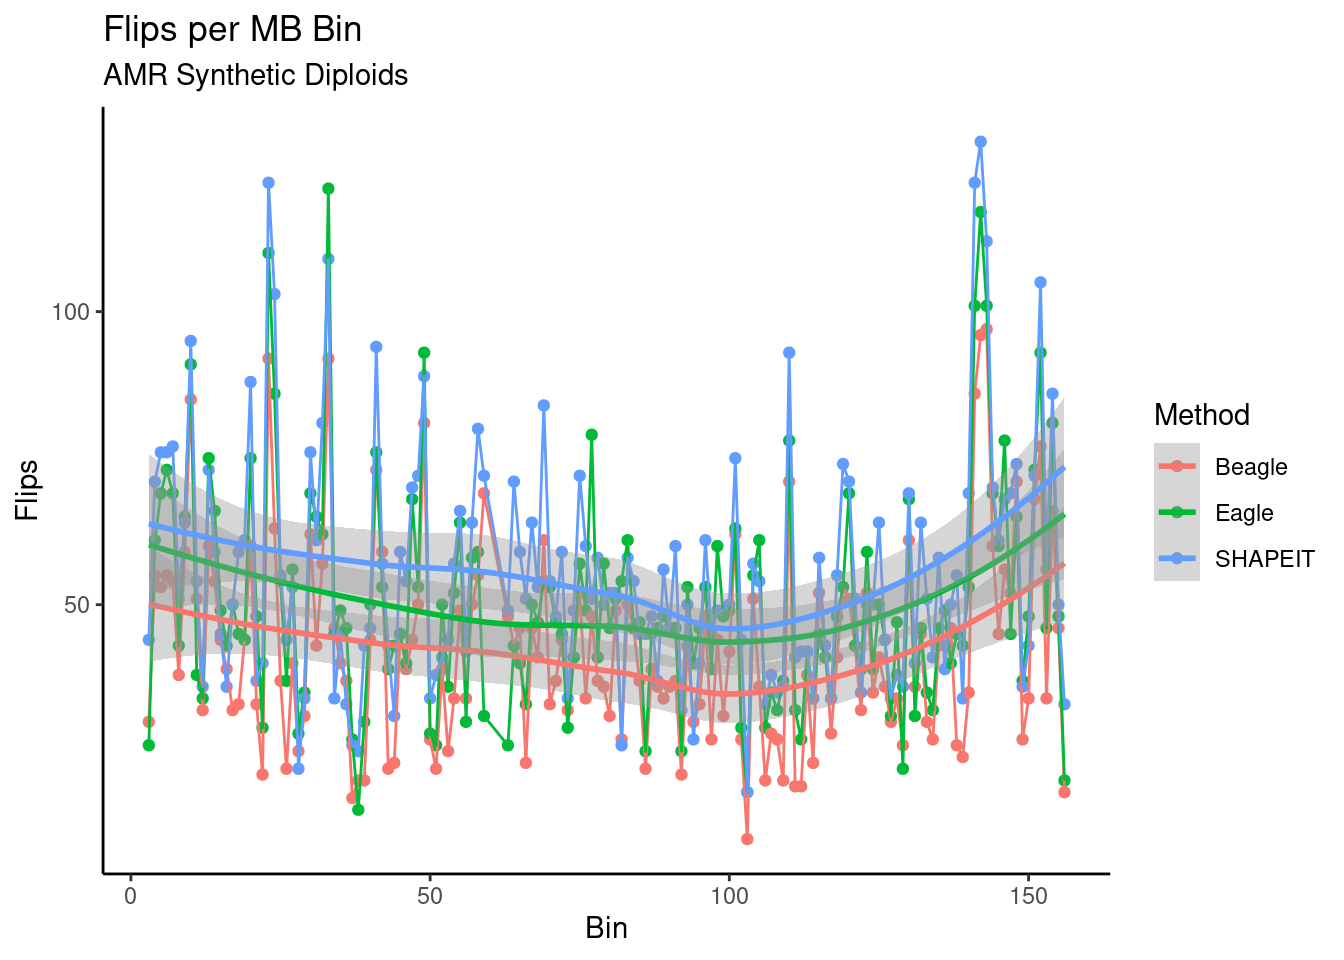 Flips per MB Bin
AMR Synthetic Diploids
Flips
100
50
0
50
100
150
Bin
Method
Beagle
Eagle
SHAPEIT